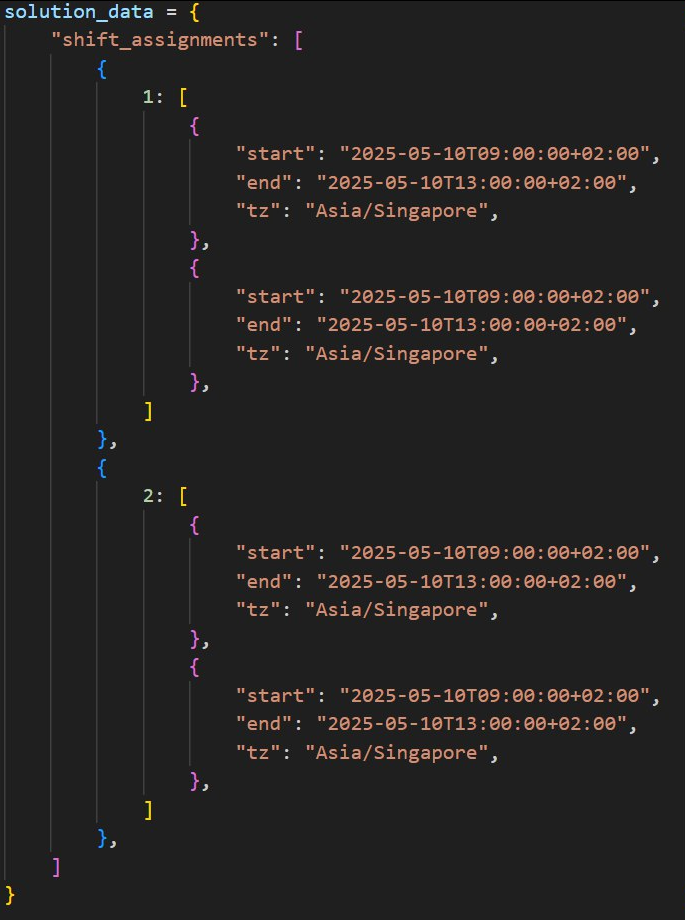 solution_data = {
    "shift_assignments": [
        {
            1: [
                {
                    "start": "2025-05-10T09:00:00+02:00",
                    "end": "2025-05-10T13:00:00+02:00",
                    "tz": "Asia/Singapore",
                },
                {
                    "start": "2025-05-10T09:00:00+02:00",
                    "end": "2025-05-10T13:00:00+02:00",
                    "tz": "Asia/Singapore",
                },
            ]
        },
        {
            2: [
                {
                    "start": "2025-05-10T09:00:00+02:00",
                    "end": "2025-05-10T13:00:00+02:00",
                    "tz": "Asia/Singapore",
                },
                {
                    "start": "2025-05-10T09:00:00+02:00",
                    "end": "2025-05-10T13:00:00+02:00",
                    "tz": "Asia/Singapore",
                },
            ]
        },
    ]
}